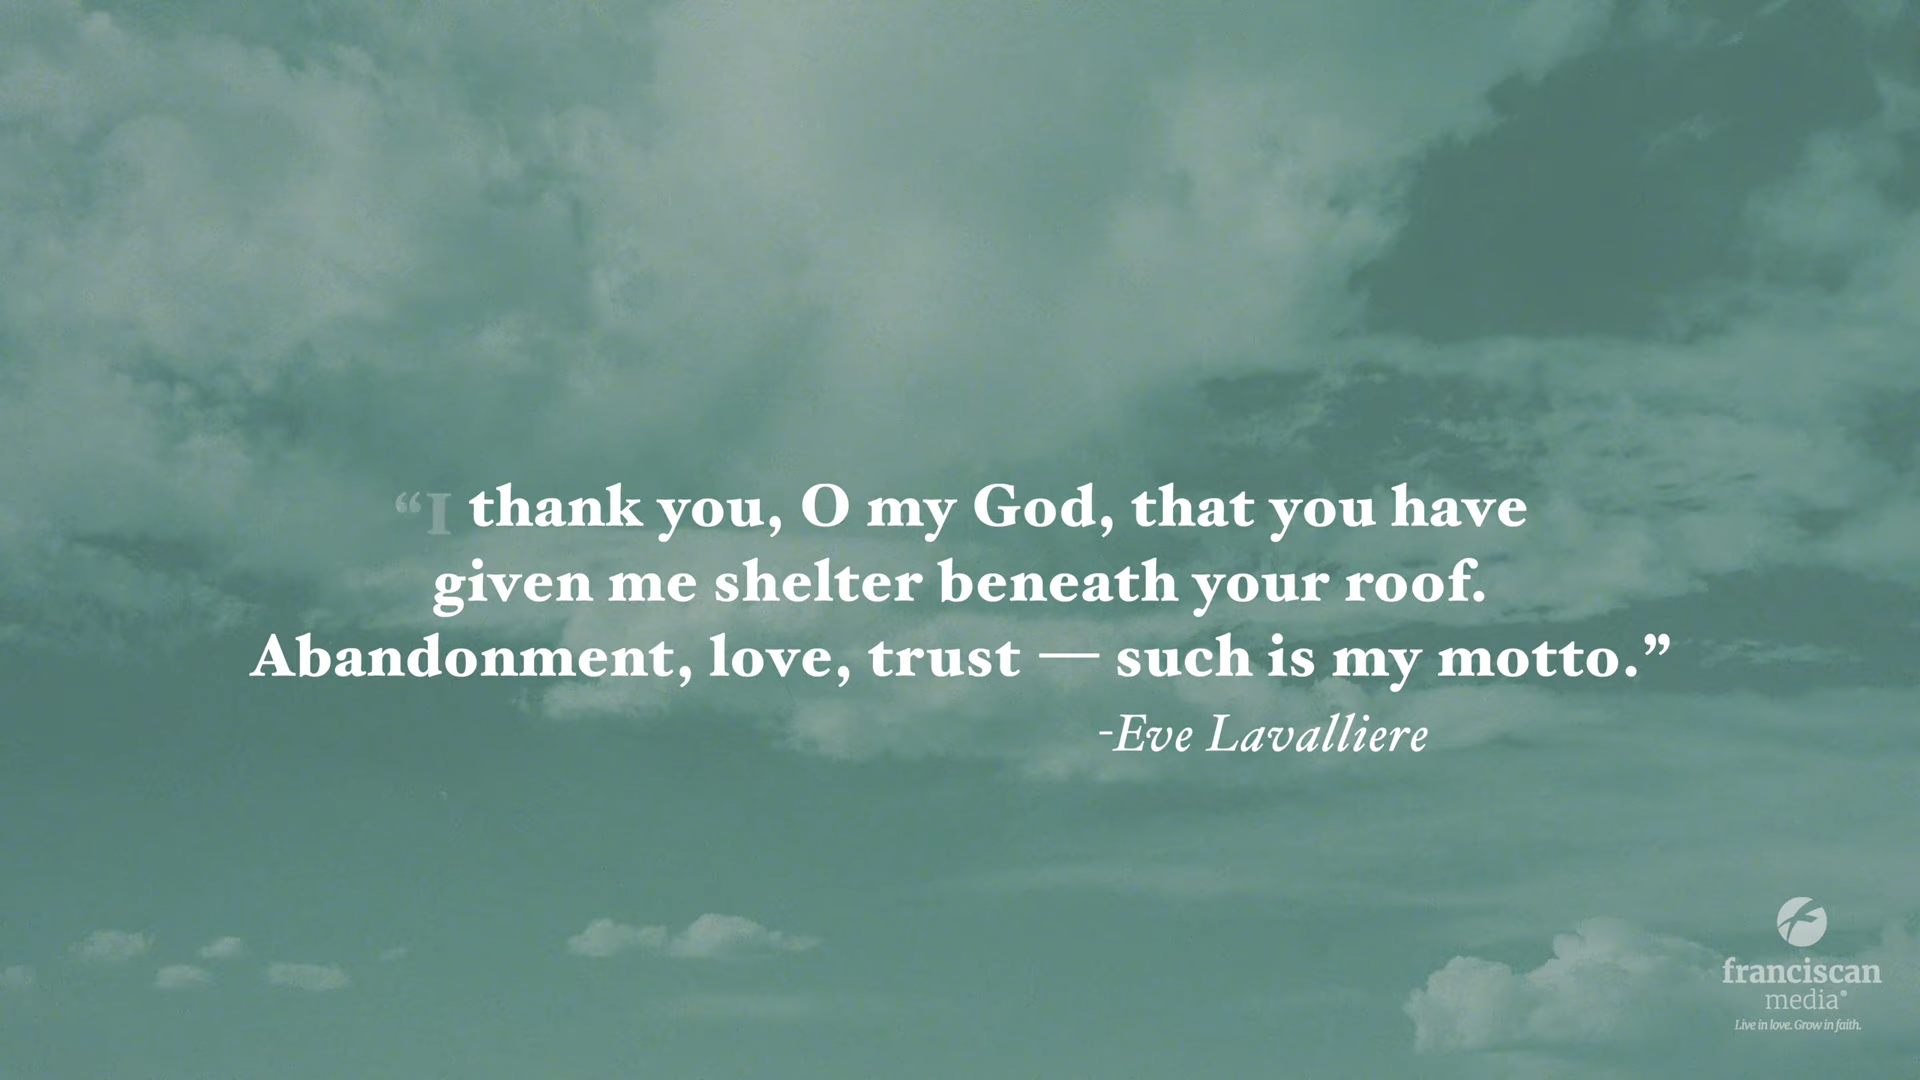 “I thank you, O my God, that you have
given me shelter beneath your roof.
Abandonment, love, trust — such is my motto.”
-Eve Lavalliere
franciscan
media®
Live in love. Grow in faith.